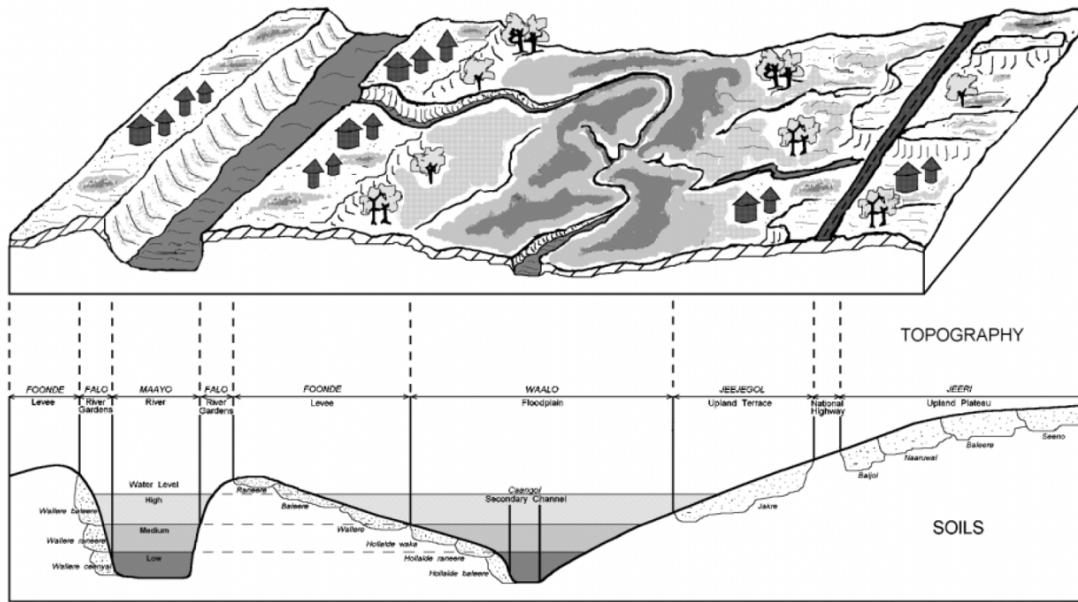 TOPOGRAPHY
FOONDE
Levee
FALO
River
Gardens
MAAYO
River
FALO
River
Gardens
FOONDE
Levee
WAALO
Floodplain
JEEJEGOL
Upland Terrace
National
Highway
JEERI
Upland Plateau
Water Level
High
Medium
Low
Wallere baleere
Wallere raneere
Wallere ceenyal
Raneere
Baleere
Wallere
Hollalde waka
Hollalde raneere
Hollalde baleere
Caangol
Secondary Channel
Jakre
Baijol
Naaruwal
Baleere
Seeno
SOILS